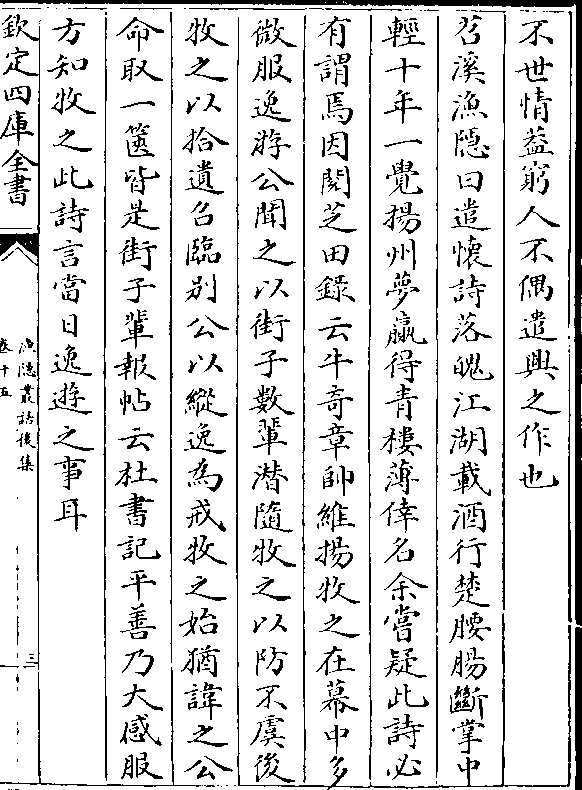 不世情益窮人不偶遣興之作也
苕溪漁隱曰遣懷詩落魄江湖載酒行楚腰腸斷掌中
輕十年一覺揚州夢贏得青樓薄倖名余嘗疑此詩必
有謂焉因閱芝田錄云牛奇章帥維揚牧之在幕中多
微服逸游公聞之以街子數輩潛隨牧之以防不虞後
牧之以拾遺召臨别公以縱逸為戒牧之始猶諱之公
命取一篋皆是街子輩報帖云杜書記平善乃大感服
方知牧之此詩言當日逸遊之事耳
欽定四庫全書
漁隱叢話後集
卷十五
三